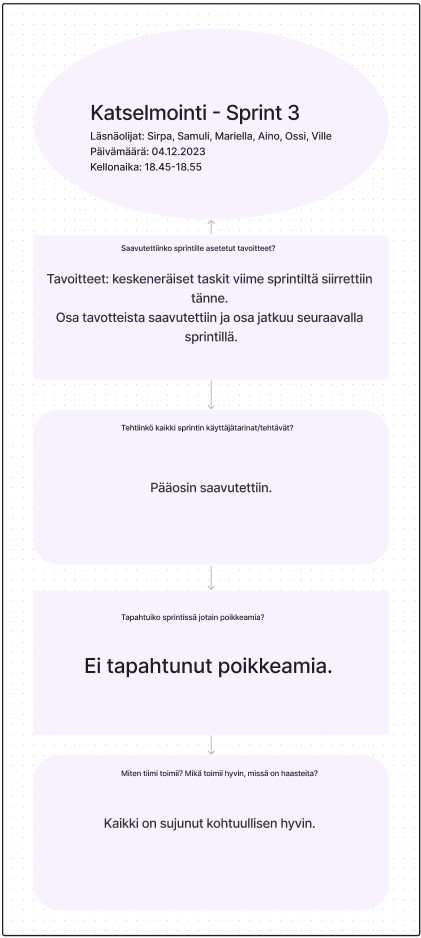 Katselmointi - Sprint 3
Läsnäolijat: Sirpa, Samuli, Mariella, Aino, Ossi, Ville
Päivämäärä: 04.12.2023
Kellonaika: 18.45-18.55
Saavutettiinko sprintille asetetut tavoitteet?
Tavoitteet: keskeneräiset taskit viime sprintiltä siirrettiin
tänne.
Osa tavotteista saavutettiin ja osa jatkuu seuraavalla
sprintillä.
Tehtiinkö kaikki sprintin käyttäjätarinat/tehtävät?
Pääosin saavutettiin.
Tapahtuiko sprintissä jotain poikkeamia?
Ei tapahtunut poikkeamia.
Miten tiimi toimii? Mikä toimii hyvin, missä on haasteita?
Kaikki on sujunut kohtuullisen hyvin.